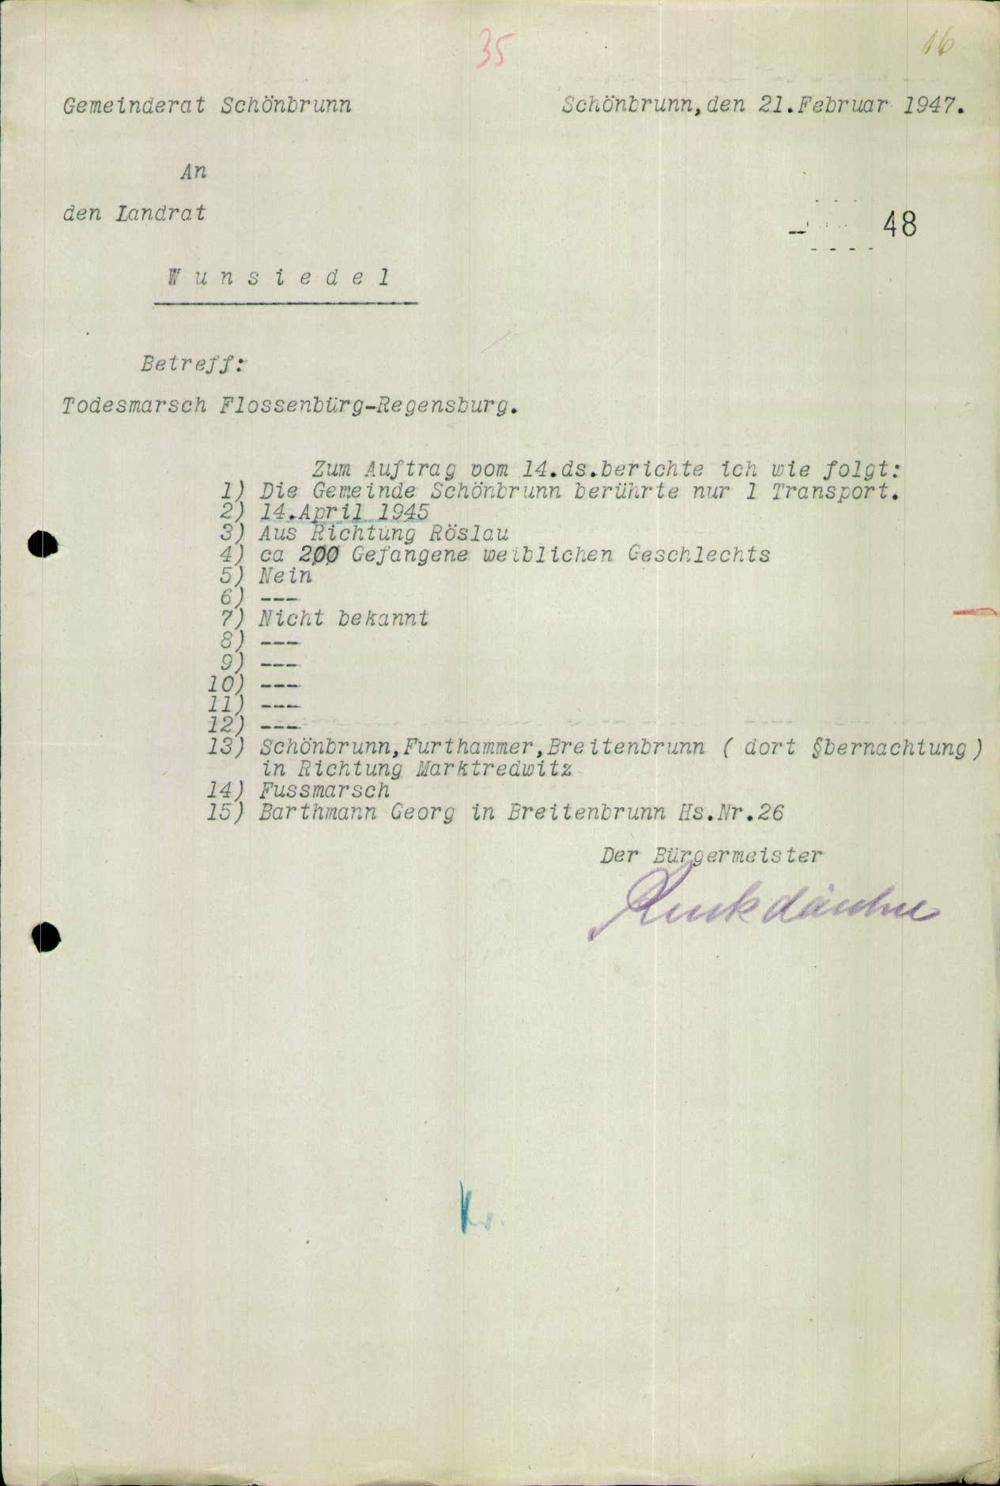 35
16
Gemeinderat Schönbrunn
Schönbrunn, den 21.Februar 1947.
An
den Landrat
48
W u n s i e d e l
Betreff:
Todesmarsch Flossenbürg-Regensburg.
Zum Auftrag vom 14.ds.berichte ich wie folgt:
1) Die Gemeinde Schönbrunn berührte nur 1 Transport.
2) 14.April 1945
3) Aus Richtung Röslau
4) ca 200 Gefangene weiblichen Geschlechts
5) Nein
6) ---
7) Nicht bekannt
8) ---
9) ---
10) ---
11) ---
12) ---
13) Schönbrunn,Furthammer,Breitenbrunn ( dort §bernachtung )
in Richtung Marktredwitz
14) Fussmarsch
15) Barthmann Georg in Breitenbrunn Hs.Nr.26
Der Bürgermeister